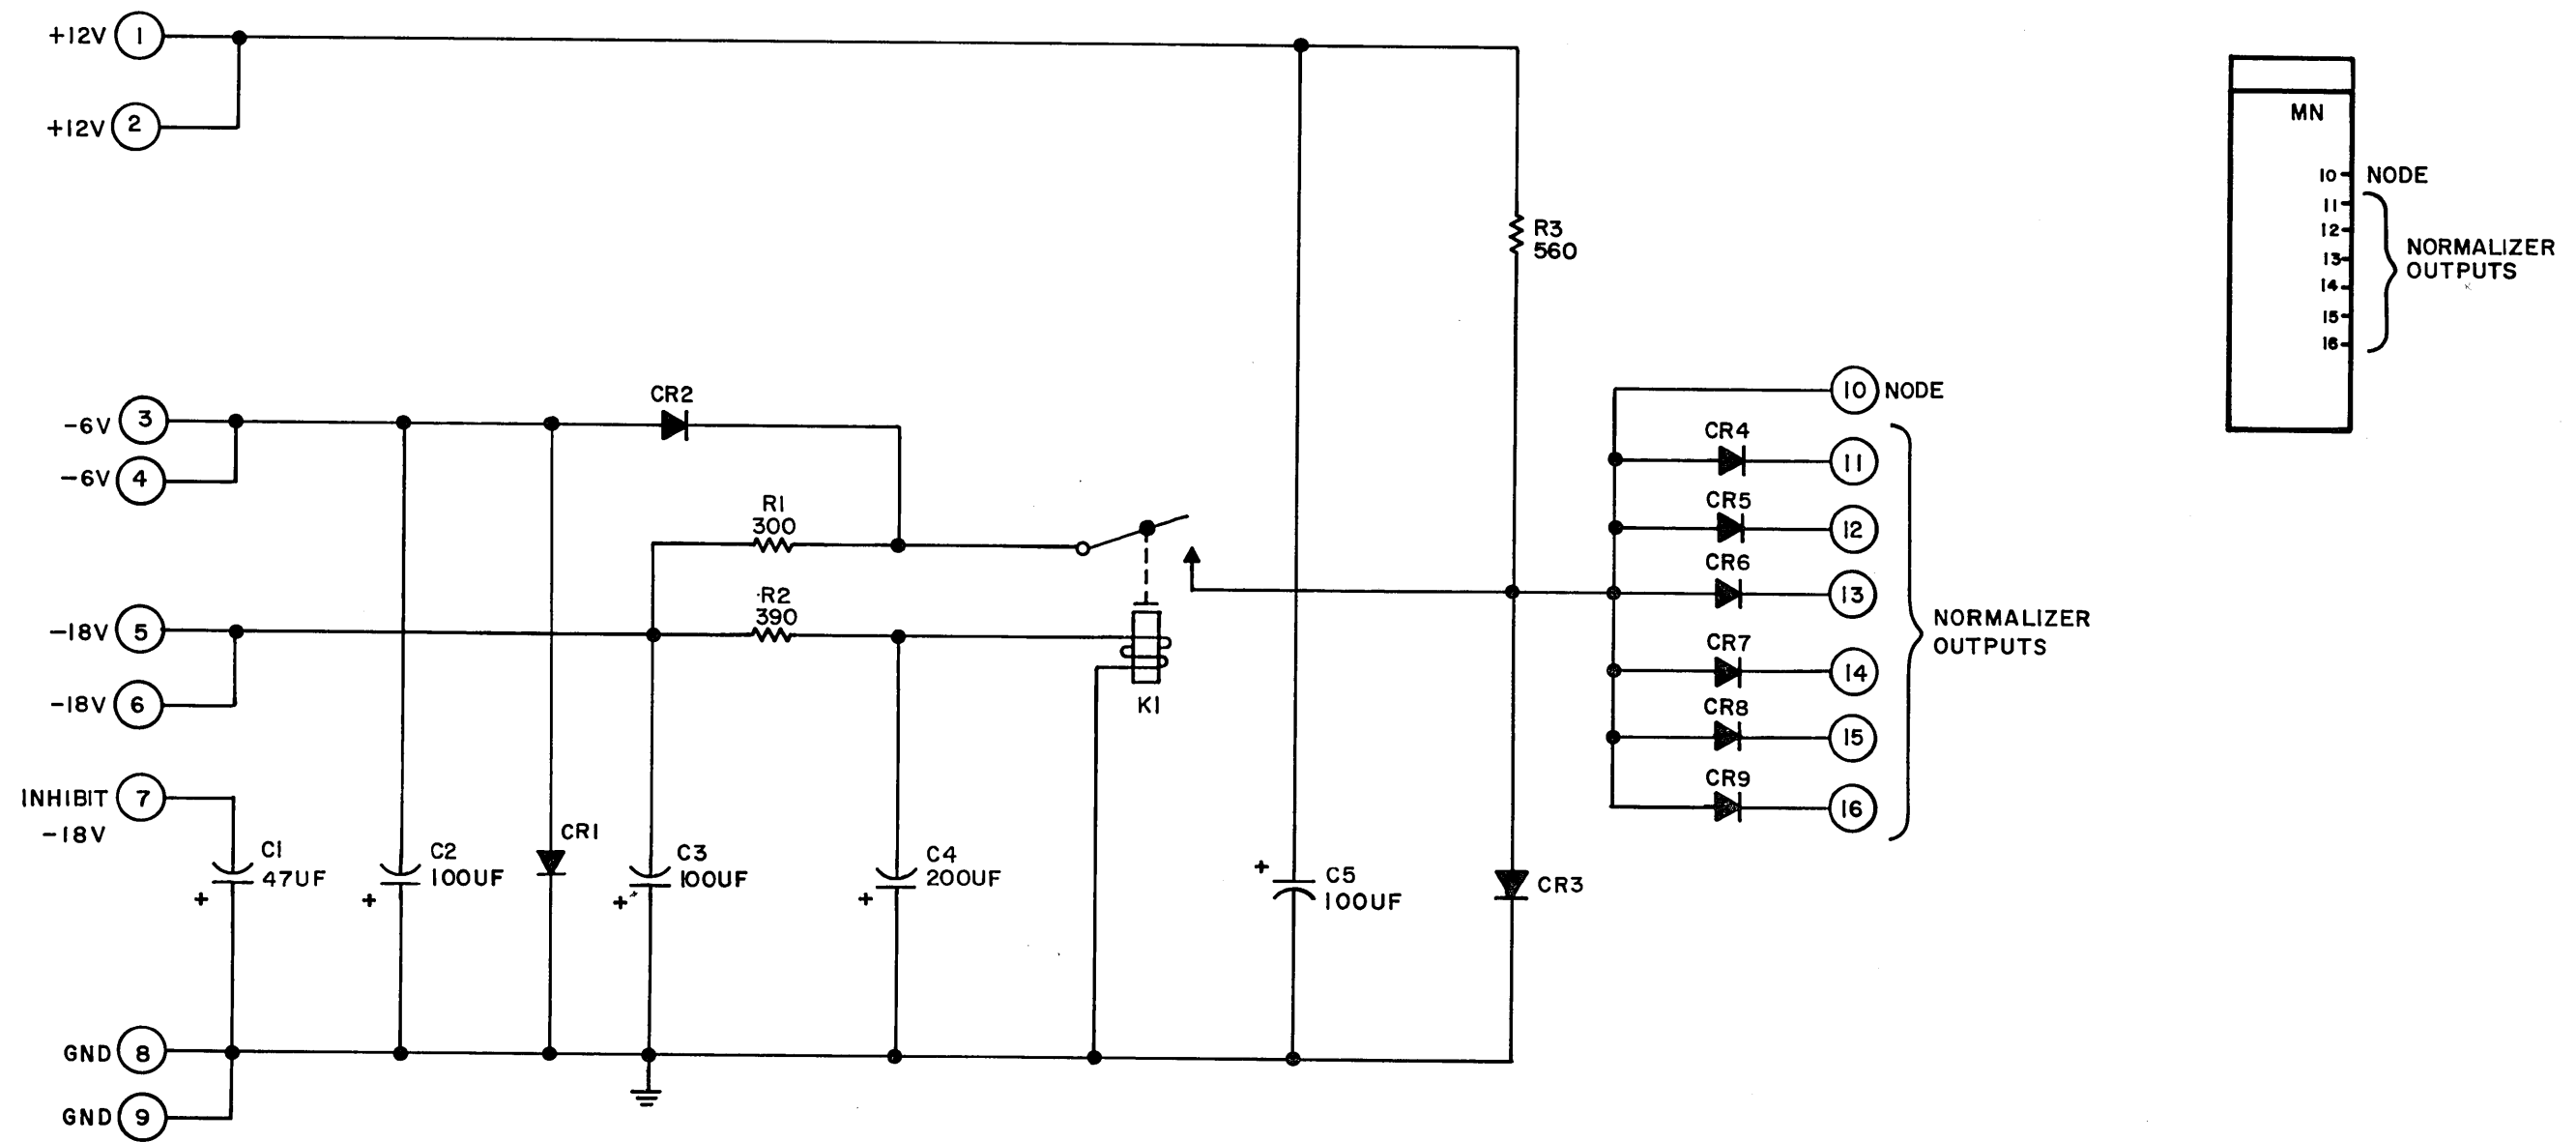 +12V 1
+12V 2
-6V 3
-6V 4
-18V 5
-18V 6
INHIBIT 7
-18V
GND 8
GND 9
C1
47UF
+
C2
100UF
+
CR1
CR2
R1
300
R2
390
C3
100UF
+
C4
200UF
+
K1
+
C5
100UF
R3
560
CR3
10 NODE
CR4
11
CR5
12
CR6
13
CR7
14
CR8
15
CR9
16
NORMALIZER
OUTPUTS
MN
10 NODE
11
12
13
14
15
16
NORMALIZER
OUTPUTS